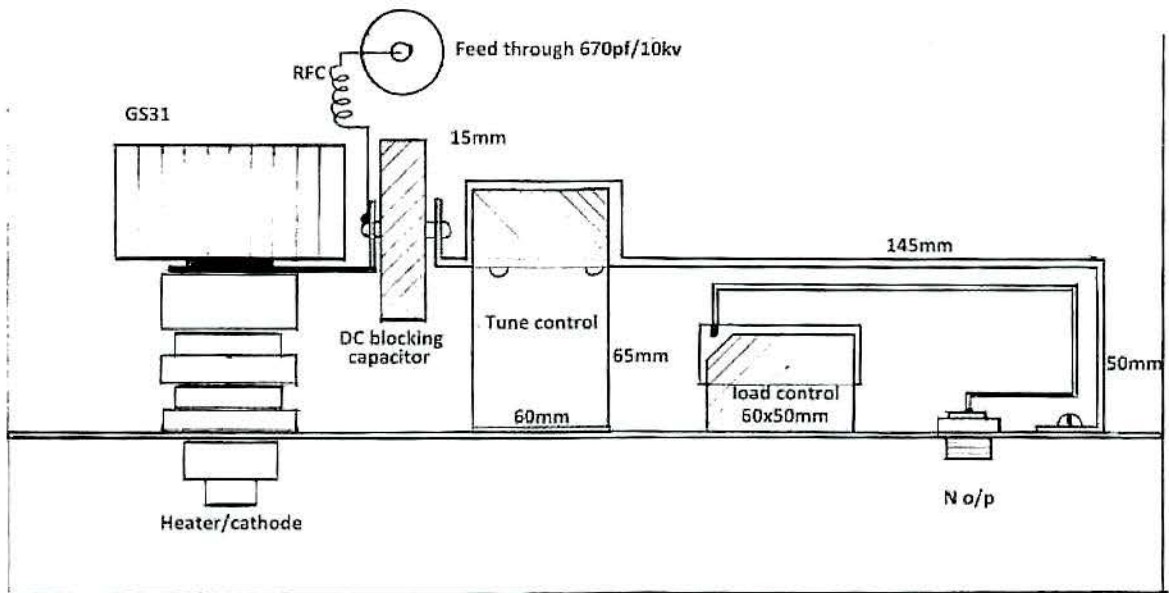 Feed through 670pf/10kv
RFC
GS31
15mm
145mm
DC blocking
capacitor
Tune control
65mm
50mm
60mm
load control
60x50mm
N o/p
Heater/cathode